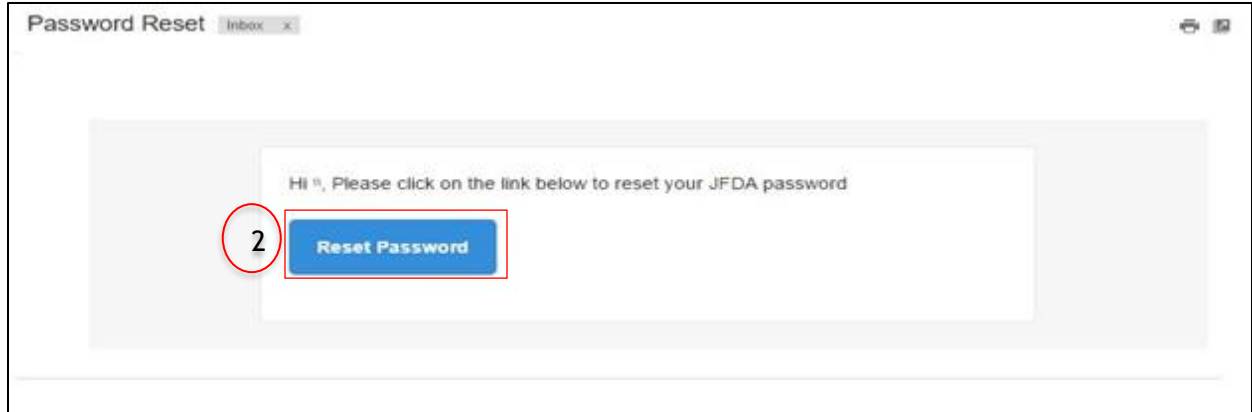 Password Reset Inbox x
Hi , Please click on the link below to reset your JFDA password
2
Reset Password